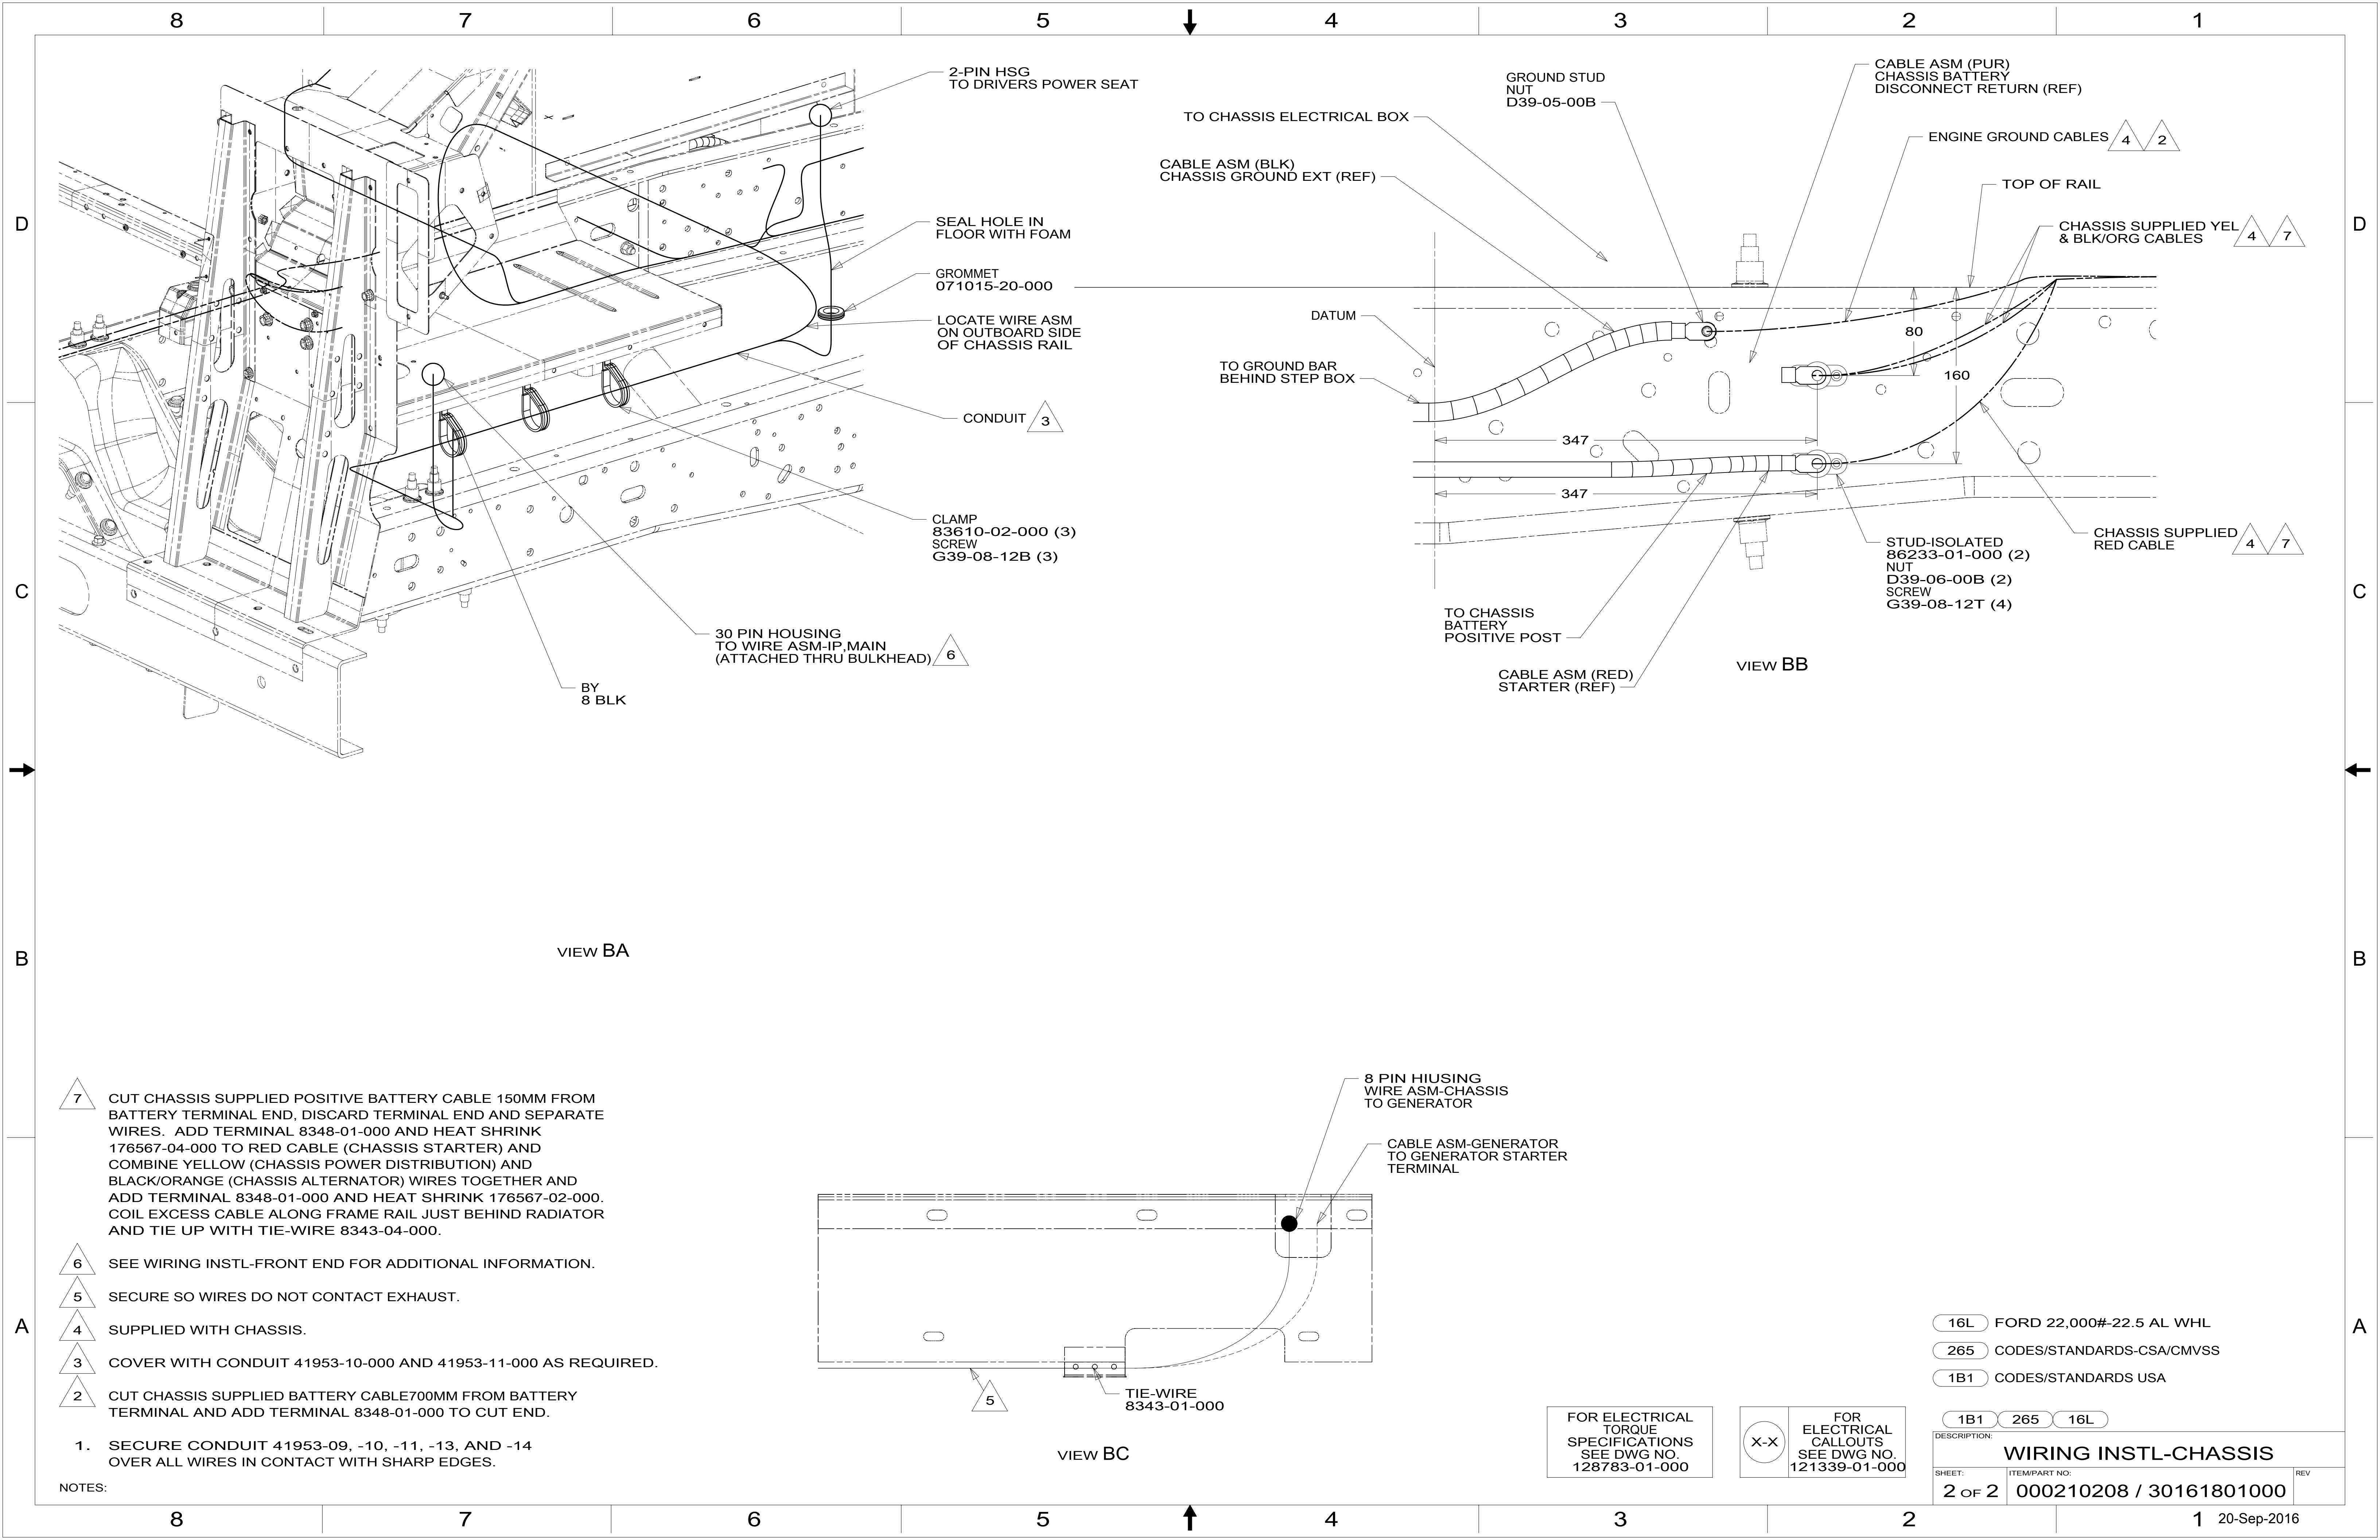 8 7 6 5 4 3 2 1
D
C
B
A
2-PIN HSG
TO DRIVERS POWER SEAT
SEAL HOLE IN
FLOOR WITH FOAM
GROMMET
071015-20-000
LOCATE WIRE ASM
ON OUTBOARD SIDE
OF CHASSIS RAIL
CONDUIT 3
CLAMP
83610-02-000 (3)
SCREW
G39-08-12B (3)
30 PIN HOUSING
TO WIRE ASM-IP,MAIN
(ATTACHED THRU BULKHEAD) 6
BY
8 BLK
VIEW BA
GROUND STUD
NUT
D39-05-00B
TO CHASSIS ELECTRICAL BOX
CABLE ASM (BLK)
CHASSIS GROUND EXT (REF)
CABLE ASM (PUR)
CHASSIS BATTERY
DISCONNECT RETURN (REF)
ENGINE GROUND CABLES 4 2
TOP OF RAIL
CHASSIS SUPPLIED YEL
& BLK/ORG CABLES 4 7
DATUM
TO GROUND BAR
BEHIND STEP BOX
80
160
347
347
CHASSIS SUPPLIED
RED CABLE 4 7
STUD-ISOLATED
86233-01-000 (2)
NUT
D39-06-00B (2)
SCREW
G39-08-12T (4)
TO CHASSIS
BATTERY
POSITIVE POST
CABLE ASM (RED)
STARTER (REF)
VIEW BB
7 CUT CHASSIS SUPPLIED POSITIVE BATTERY CABLE 150MM FROM
BATTERY TERMINAL END, DISCARD TERMINAL END AND SEPARATE
WIRES. ADD TERMINAL 8348-01-000 AND HEAT SHRINK
176567-04-000 TO RED CABLE (CHASSIS STARTER) AND
COMBINE YELLOW (CHASSIS POWER DISTRIBUTION) AND
BLACK/ORANGE (CHASSIS ALTERNATOR) WIRES TOGETHER AND
ADD TERMINAL 8348-01-000 AND HEAT SHRINK 176567-02-000.
COIL EXCESS CABLE ALONG FRAME RAIL JUST BEHIND RADIATOR
AND TIE UP WITH TIE-WIRE 8343-04-000.
6 SEE WIRING INSTL-FRONT END FOR ADDITIONAL INFORMATION.
5 SECURE SO WIRES DO NOT CONTACT EXHAUST.
4 SUPPLIED WITH CHASSIS.
3 COVER WITH CONDUIT 41953-10-000 AND 41953-11-000 AS REQUIRED.
2 CUT CHASSIS SUPPLIED BATTERY CABLE700MM FROM BATTERY
TERMINAL AND ADD TERMINAL 8348-01-000 TO CUT END.
1. SECURE CONDUIT 41953-09, -10, -11, -13, AND -14
OVER ALL WIRES IN CONTACT WITH SHARP EDGES.
NOTES:
8 PIN HIUSING
WIRE ASM-CHASSIS
TO GENERATOR
CABLE ASM-GENERATOR
TO GENERATOR STARTER
TERMINAL
5
TIE-WIRE
8343-01-000
VIEW BC
FOR ELECTRICAL
TORQUE
SPECIFICATIONS
SEE DWG NO.
128783-01-000
X-X
FOR
ELECTRICAL
CALLOUTS
SEE DWG NO.
121339-01-000
16L FORD 22,000#-22.5 AL WHL
265 CODES/STANDARDS-CSA/CMVSS
1B1 CODES/STANDARDS USA
1B1 265 16L
DESCRIPTION:
WIRING INSTL-CHASSIS
SHEET: ITEM/PART NO: REV
2 OF 2 000210208 / 30161801000
D
C
B
A
8 7 6 5 4 3 2 1
20-Sep-2016